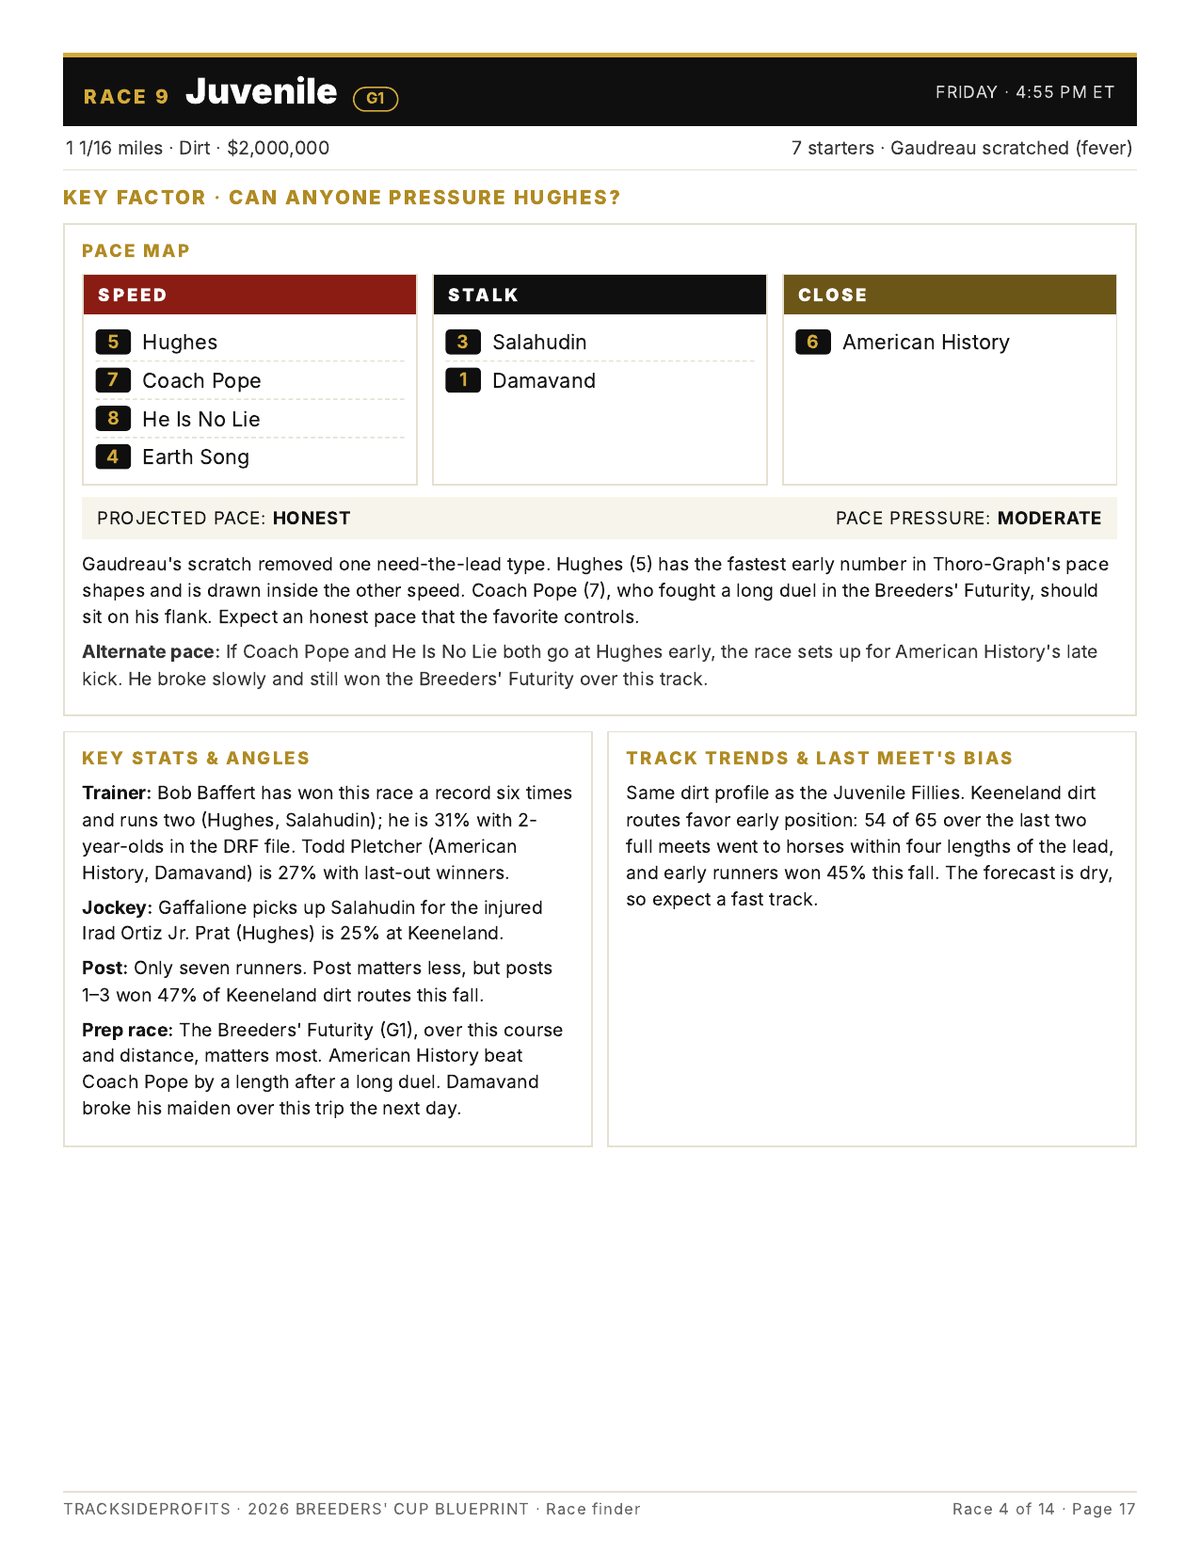 RACE 9 Juvenile G1 FRIDAY · 4:55 PM ET
1 1/16 miles · Dirt · $2,000,000 7 starters · Gaudreau scratched (fever)
KEY FACTOR · CAN ANYONE PRESSURE HUGHES?
PACE MAP
SPEED
5 Hughes
7 Coach Pope
8 He Is No Lie
4 Earth Song
STALK
3 Salahudin
1 Damavand
CLOSE
6 American History
PROJECTED PACE: HONEST PACE PRESSURE: MODERATE
Gaudreau's scratch removed one need-the-lead type. Hughes (5) has the fastest early number in Thoro-Graph's pace
shapes and is drawn inside the other speed. Coach Pope (7), who fought a long duel in the Breeders' Futurity, should
sit on his flank. Expect an honest pace that the favorite controls.
Alternate pace: If Coach Pope and He Is No Lie both go at Hughes early, the race sets up for American History's late
kick. He broke slowly and still won the Breeders' Futurity over this track.
KEY STATS & ANGLES
Trainer: Bob Baffert has won this race a record six times
and runs two (Hughes, Salahudin); he is 31% with 2-
year-olds in the DRF file. Todd Pletcher (American
History, Damavand) is 27% with last-out winners.
Jockey: Gaffalione picks up Salahudin for the injured
Irad Ortiz Jr. Prat (Hughes) is 25% at Keeneland.
Post: Only seven runners. Post matters less, but posts
1–3 won 47% of Keeneland dirt routes this fall.
Prep race: The Breeders' Futurity (G1), over this course
and distance, matters most. American History beat
Coach Pope by a length after a long duel. Damavand
broke his maiden over this trip the next day.
TRACK TRENDS & LAST MEET'S BIAS
Same dirt profile as the Juvenile Fillies. Keeneland dirt
routes favor early position: 54 of 65 over the last two
full meets went to horses within four lengths of the lead,
and early runners won 45% this fall. The forecast is dry,
so expect a fast track.
TRACKSIDEPROFITS · 2026 BREEDERS' CUP BLUEPRINT · Race finder Race 4 of 14 · Page 17